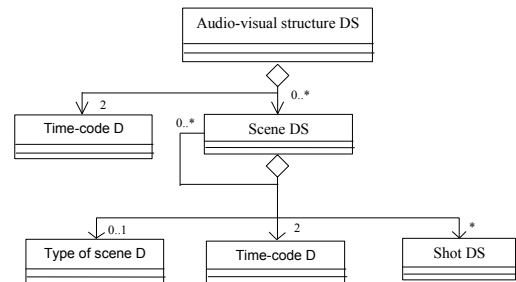 Audio-visual structure DS
2
0..*
Time-code D
0..*
Scene DS
0..1
2
*
Type of scene D
Time-code D
Shot DS